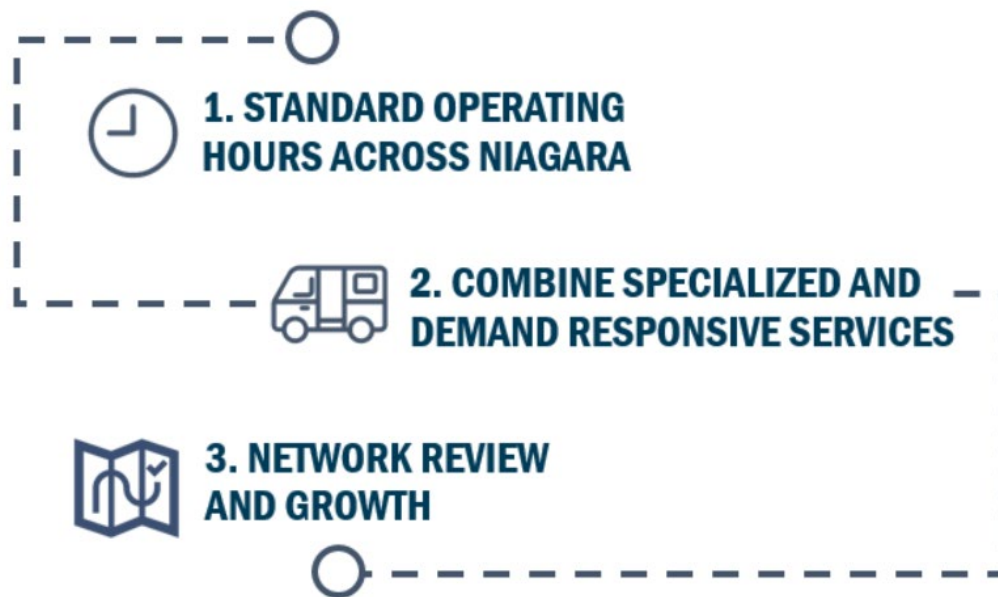 1. STANDARD OPERATING
HOURS ACROSS NIAGARA
2. COMBINE SPECIALIZED AND
DEMAND RESPONSIVE SERVICES
3. NETWORK REVIEW
AND GROWTH